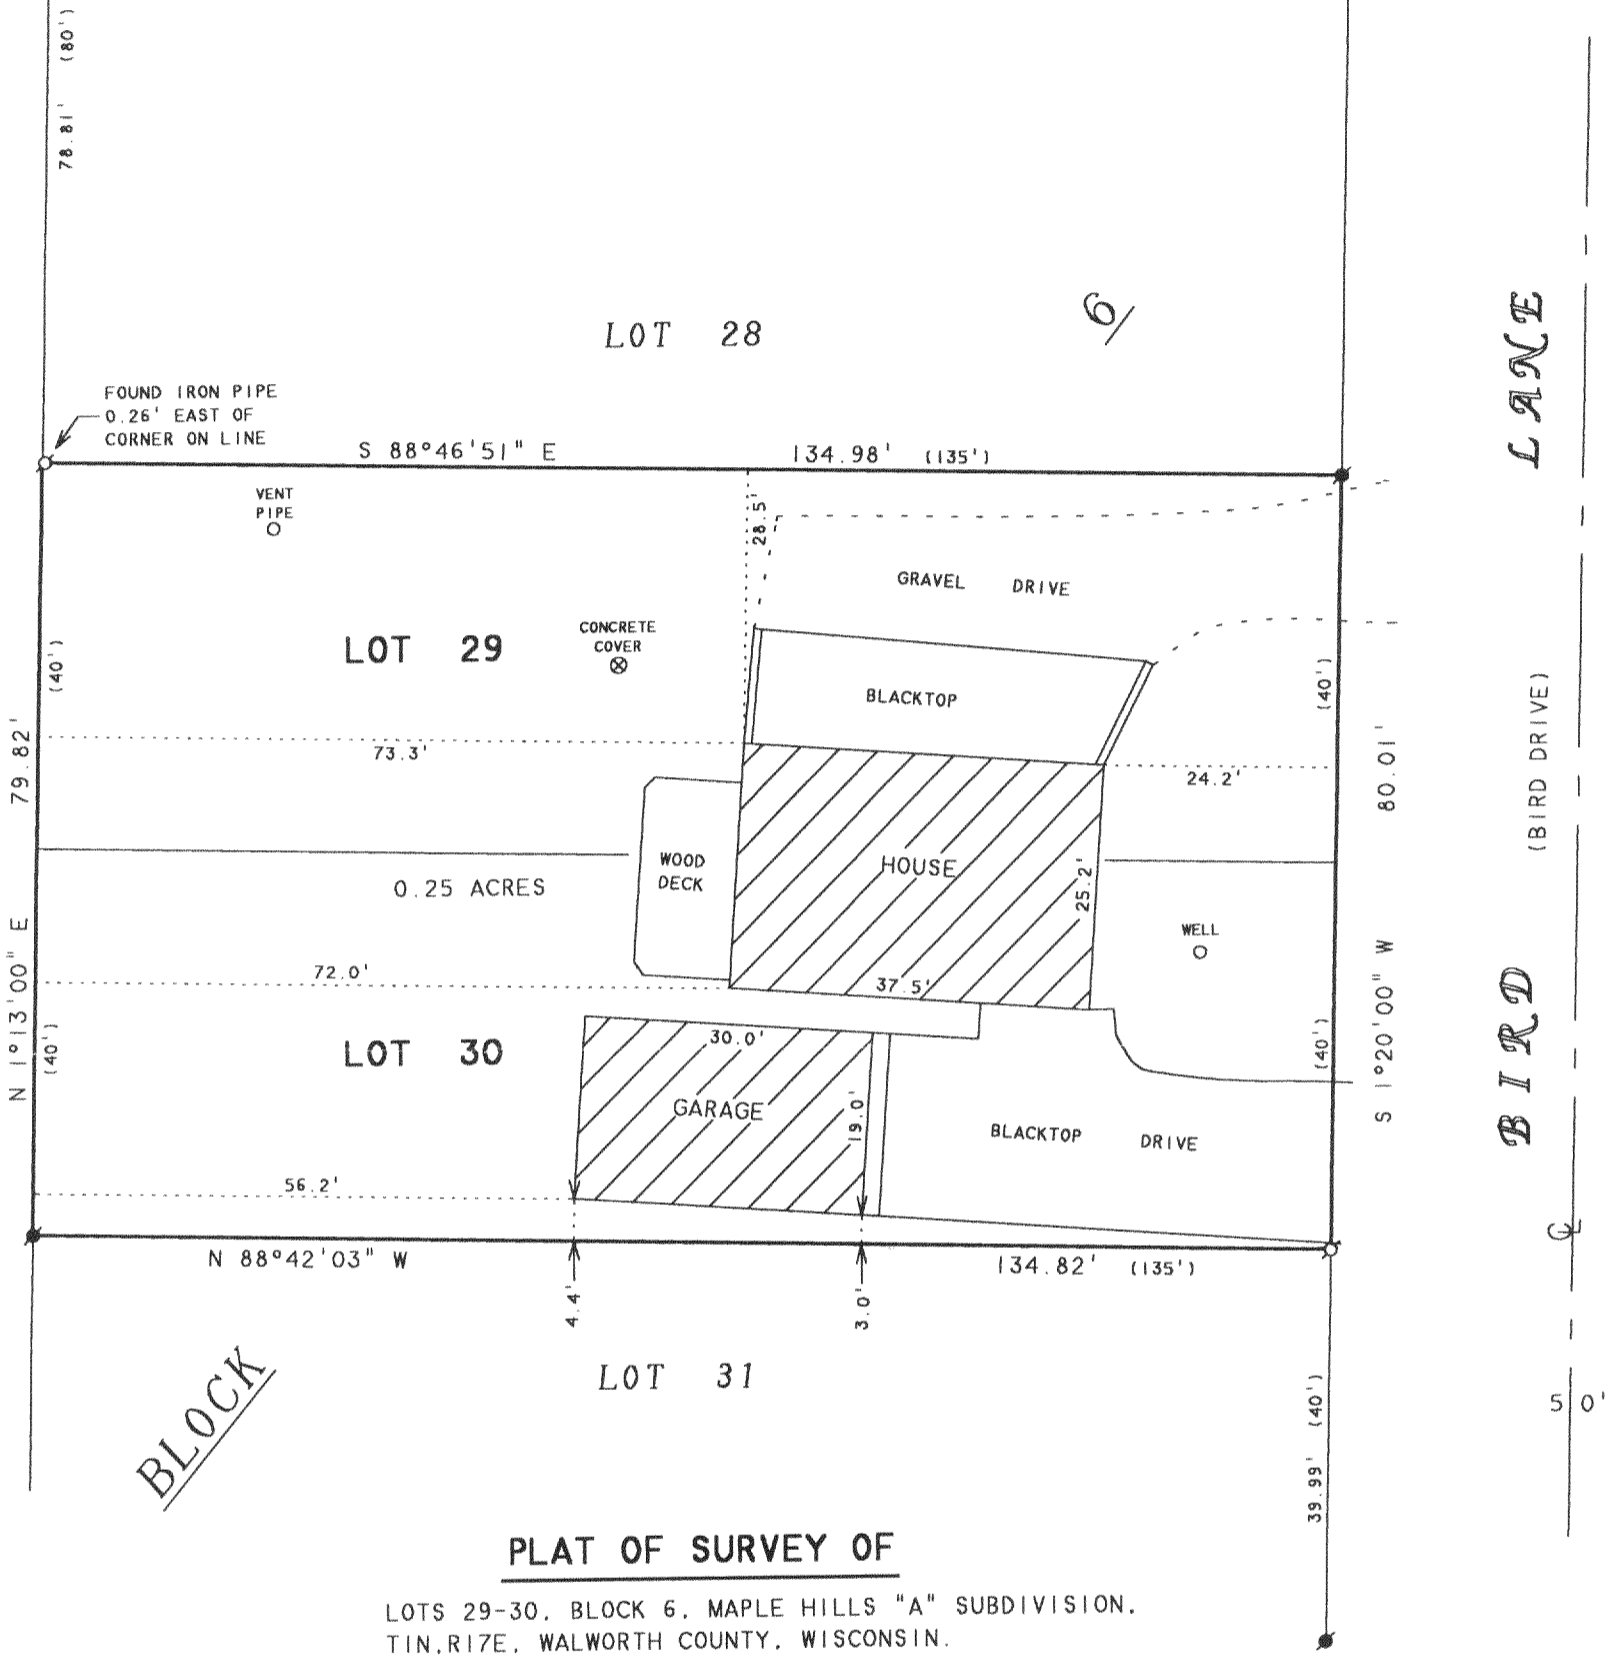 78.81' (80')
LOT 28
6
LANE
FOUND IRON PIPE
0.26' EAST OF
CORNER ON LINE
S 88°46'51" E
134.98' (135')
VENT
PIPE
28.5'
GRAVEL DRIVE
LOT 29
CONCRETE
COVER
(40')
(40')
BLACKTOP
(BIRD DRIVE)
73.3'
24.2'
79.82'
80.01'
WOOD
DECK
HOUSE
25.2'
0.25 ACRES
WELL
72.0'
37.5'
N 1°13'00" E
S 1°20'00" W
BIRD
(40')
(40')
LOT 30
30.0'
GARAGE
19.0'
BLACKTOP DRIVE
56.2'
N 88°42'03" W
134.82' (135')
4.4'
3.0'
LOT 31
BLOCK
39.99' (40')
50'
PLAT OF SURVEY OF
LOTS 29-30, BLOCK 6, MAPLE HILLS "A" SUBDIVISION,
T1N,R17E, WALWORTH COUNTY, WISCONSIN.